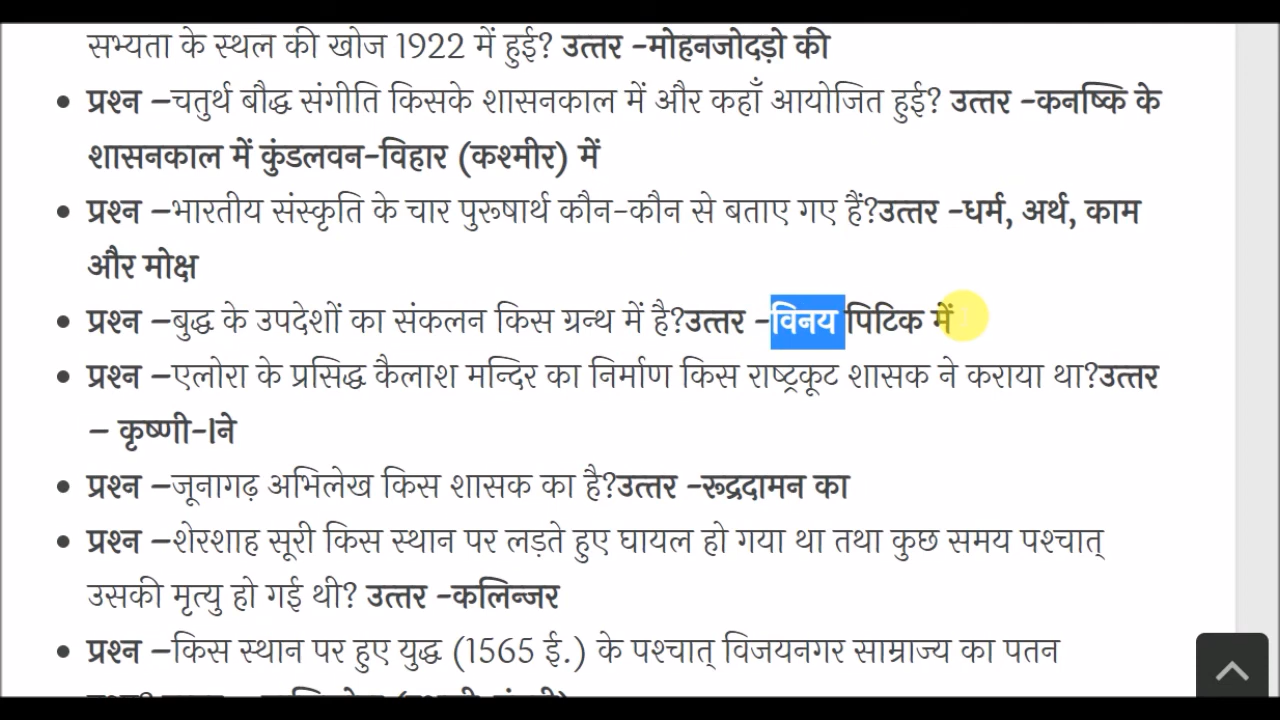 सभ्यता के स्थल की खोज 1922 में हुई? उत्तर –मोहनजोदड़ो की
• प्रश्न –चतुर्थ बौद्ध संगीति किसके शासनकाल में और कहाँ आयोजित हुई? उत्तर –कनष्कि के
शासनकाल में कुंडलवन-विहार (कश्मीर) में
• प्रश्न –भारतीय संस्कृति के चार पुरूषार्थ कौन-कौन से बताए गए हैं?उत्तर –धर्म, अर्थ, काम
और मोक्ष
• प्रश्न –बुद्ध के उपदेशों का संकलन किस ग्रन्थ में है?उत्तर –विनय पिटिक में
• प्रश्न –एलोरा के प्रसिद्ध कैलाश मन्दिर का निर्माण किस राष्ट्रकूट शासक ने कराया था?उत्तर
– कृष्णी-Iने
• प्रश्न –जूनागढ़ अभिलेख किस शासक का है?उत्तर –रूद्रदामन का
• प्रश्न –शेरशाह सूरी किस स्थान पर लड़ते हुए घायल हो गया था तथा कुछ समय पश्चात्
उसकी मृत्यु हो गई थी? उत्तर –कलिन्जर
• प्रश्न –किस स्थान पर हुए युद्ध (1565 ई.) के पश्चात् विजयनगर साम्राज्य का पतन